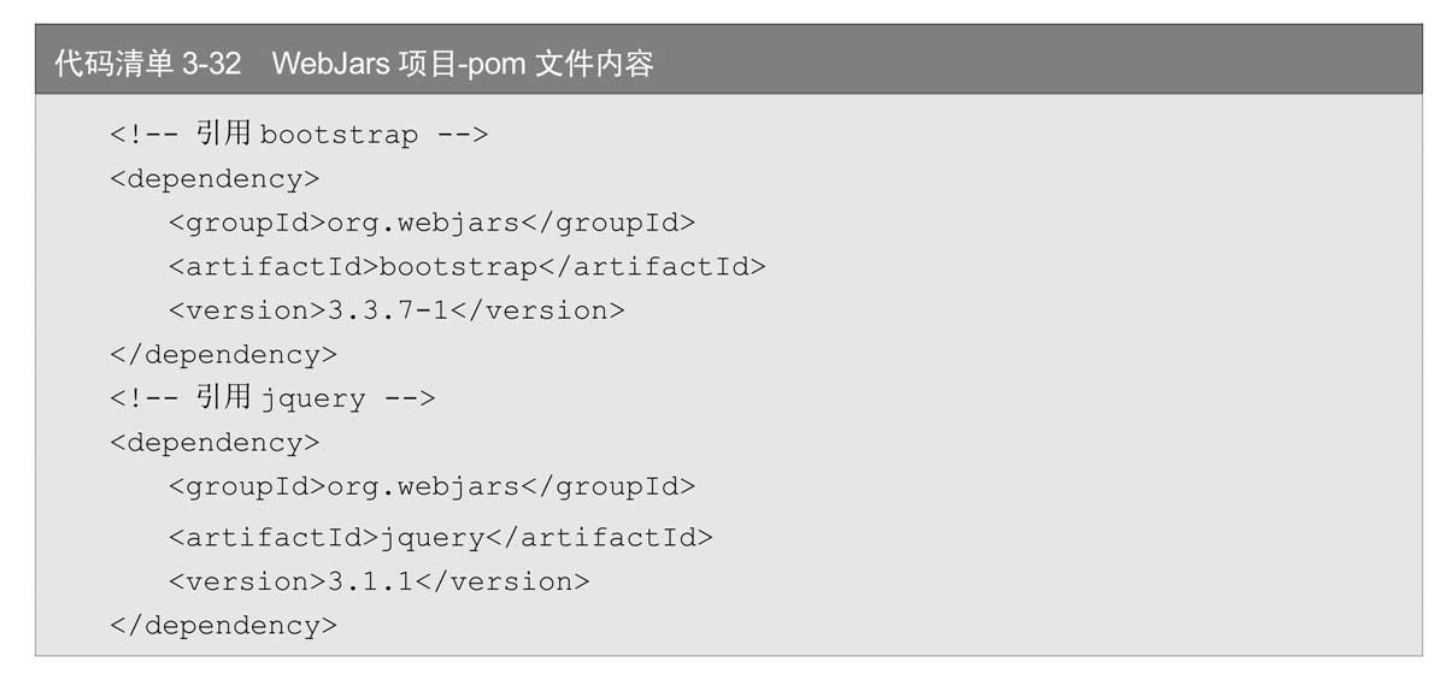 代码清单 3-32 WebJars 项目-pom 文件内容
<!-- 引用 bootstrap -->
<dependency>
<groupId>org.webjars</groupId>
<artifactId>bootstrap</artifactId>
<version>3.3.7-1</version>
</dependency>
<!-- 引用 jquery -->
<dependency>
<groupId>org.webjars</groupId>
<artifactId>jquery</artifactId>
<version>3.1.1</version>
</dependency>